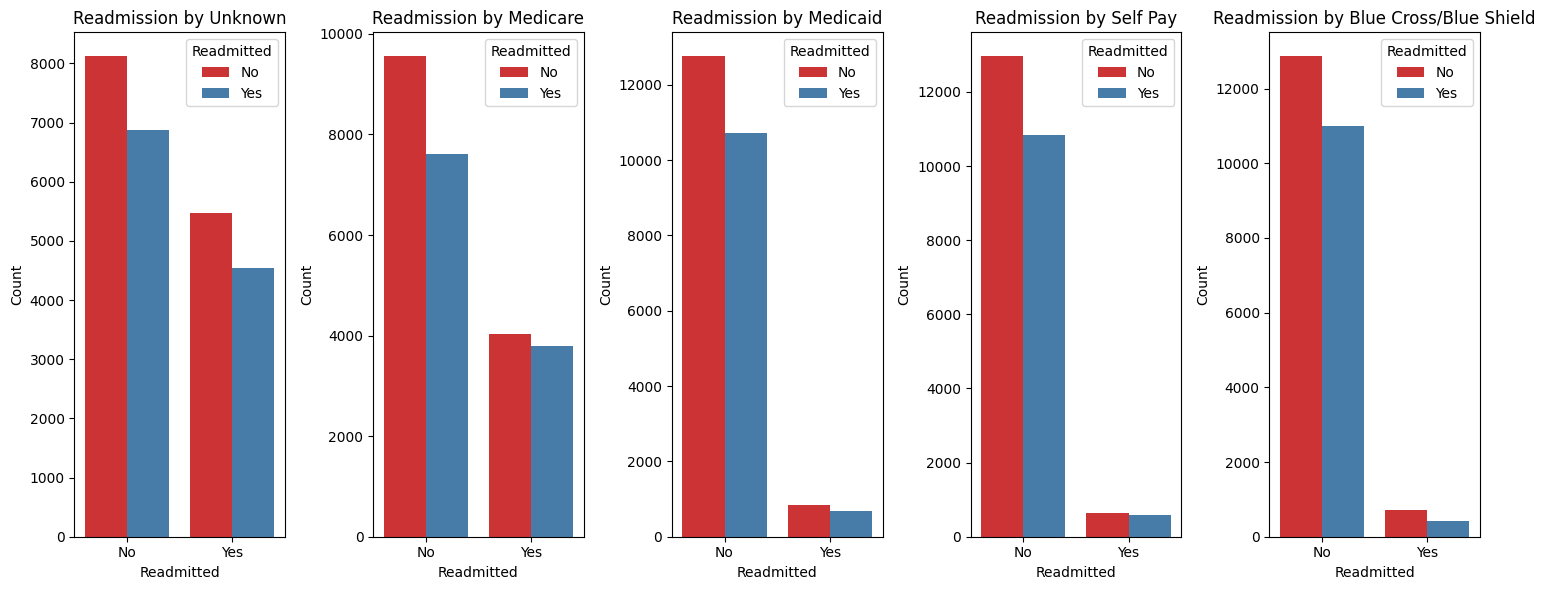 Readmission by Unknown
Readmitted
No
Yes
8000
7000
6000
5000
4000
3000
2000
1000
0
Count
No
Yes
Readmitted
Readmission by Medicare
Readmitted
No
Yes
10000
8000
6000
4000
2000
0
Count
No
Yes
Readmitted
Readmission by Medicaid
Readmitted
No
Yes
12000
10000
8000
6000
4000
2000
0
Count
No
Yes
Readmitted
Readmission by Self Pay
Readmitted
No
Yes
12000
10000
8000
6000
4000
2000
0
Count
No
Yes
Readmitted
Readmission by Blue Cross/Blue Shield
Readmitted
No
Yes
12000
10000
8000
6000
4000
2000
0
Count
No
Yes
Readmitted